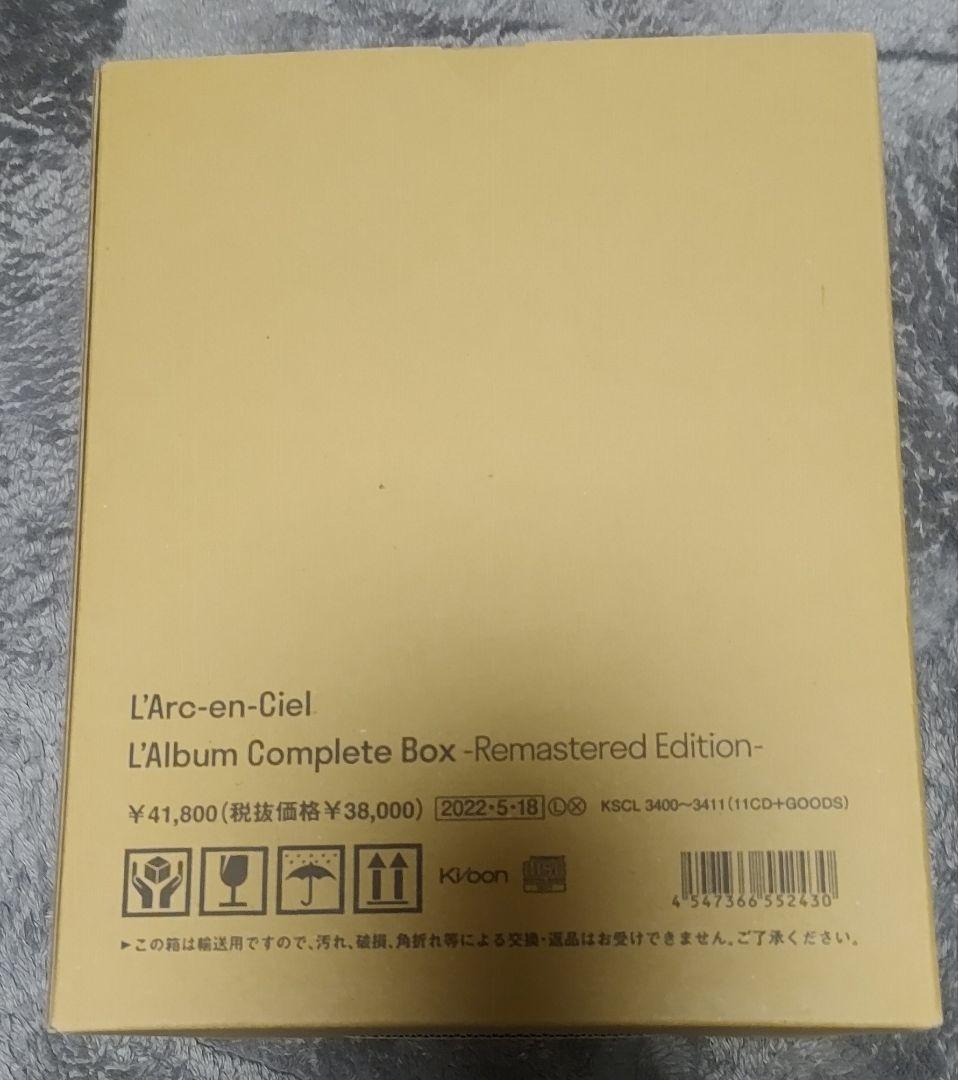 L'Arc-en-Ciel
L'Album Complete Box -Remastered Edition-
¥41,800(税抜価格¥38,000) 2022・5・18 Ⓛ Ⓧ KSCL 3400〜3411(11CD+GOODS)
Ki/oon
4 547366 552430
▶この箱は輸送用ですので、汚れ、破損、角折れ等による交換・返品はお受けできません。ご了承ください。